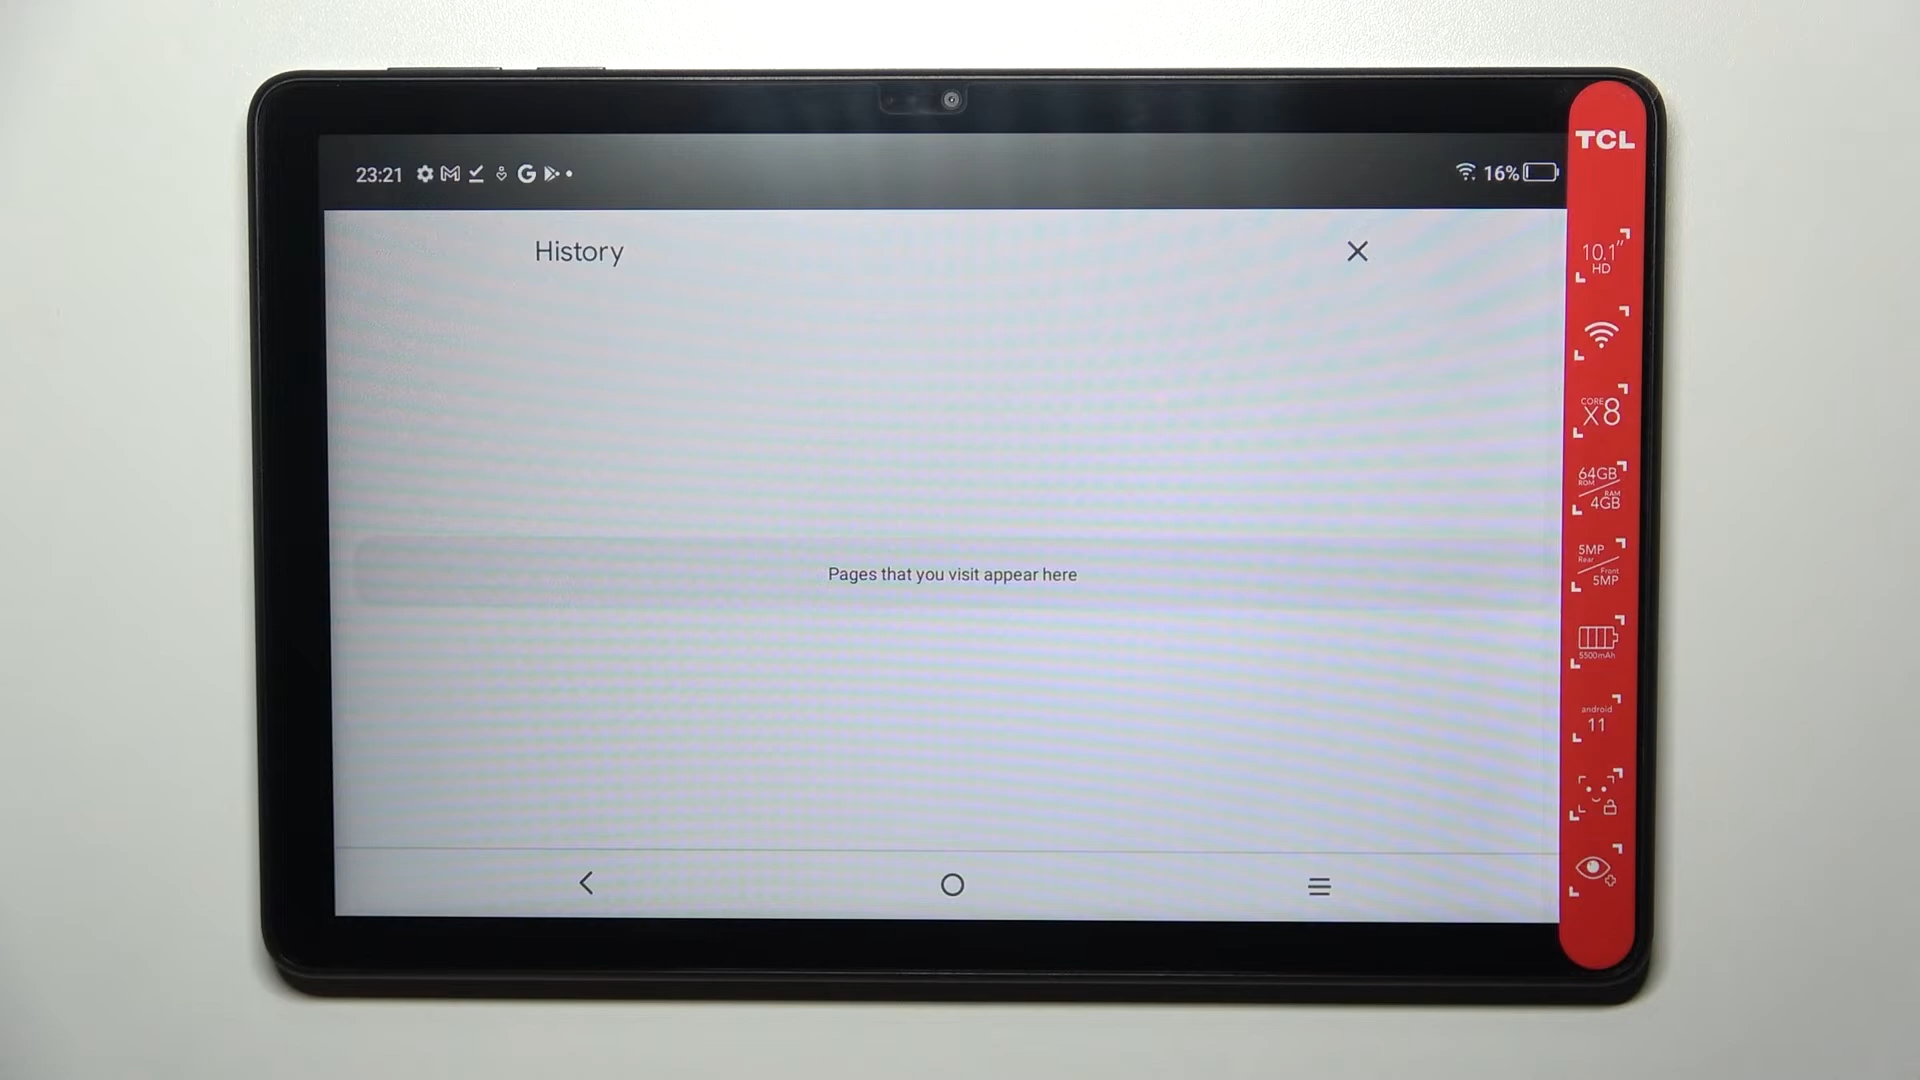 23:21
16%
History
Pages that you visit appear here
TCL
10.1”
HD
CORE
x8
64GB
ROM
RAM
4GB
5MP
Rear
Front
5MP
5500mAh
android
11